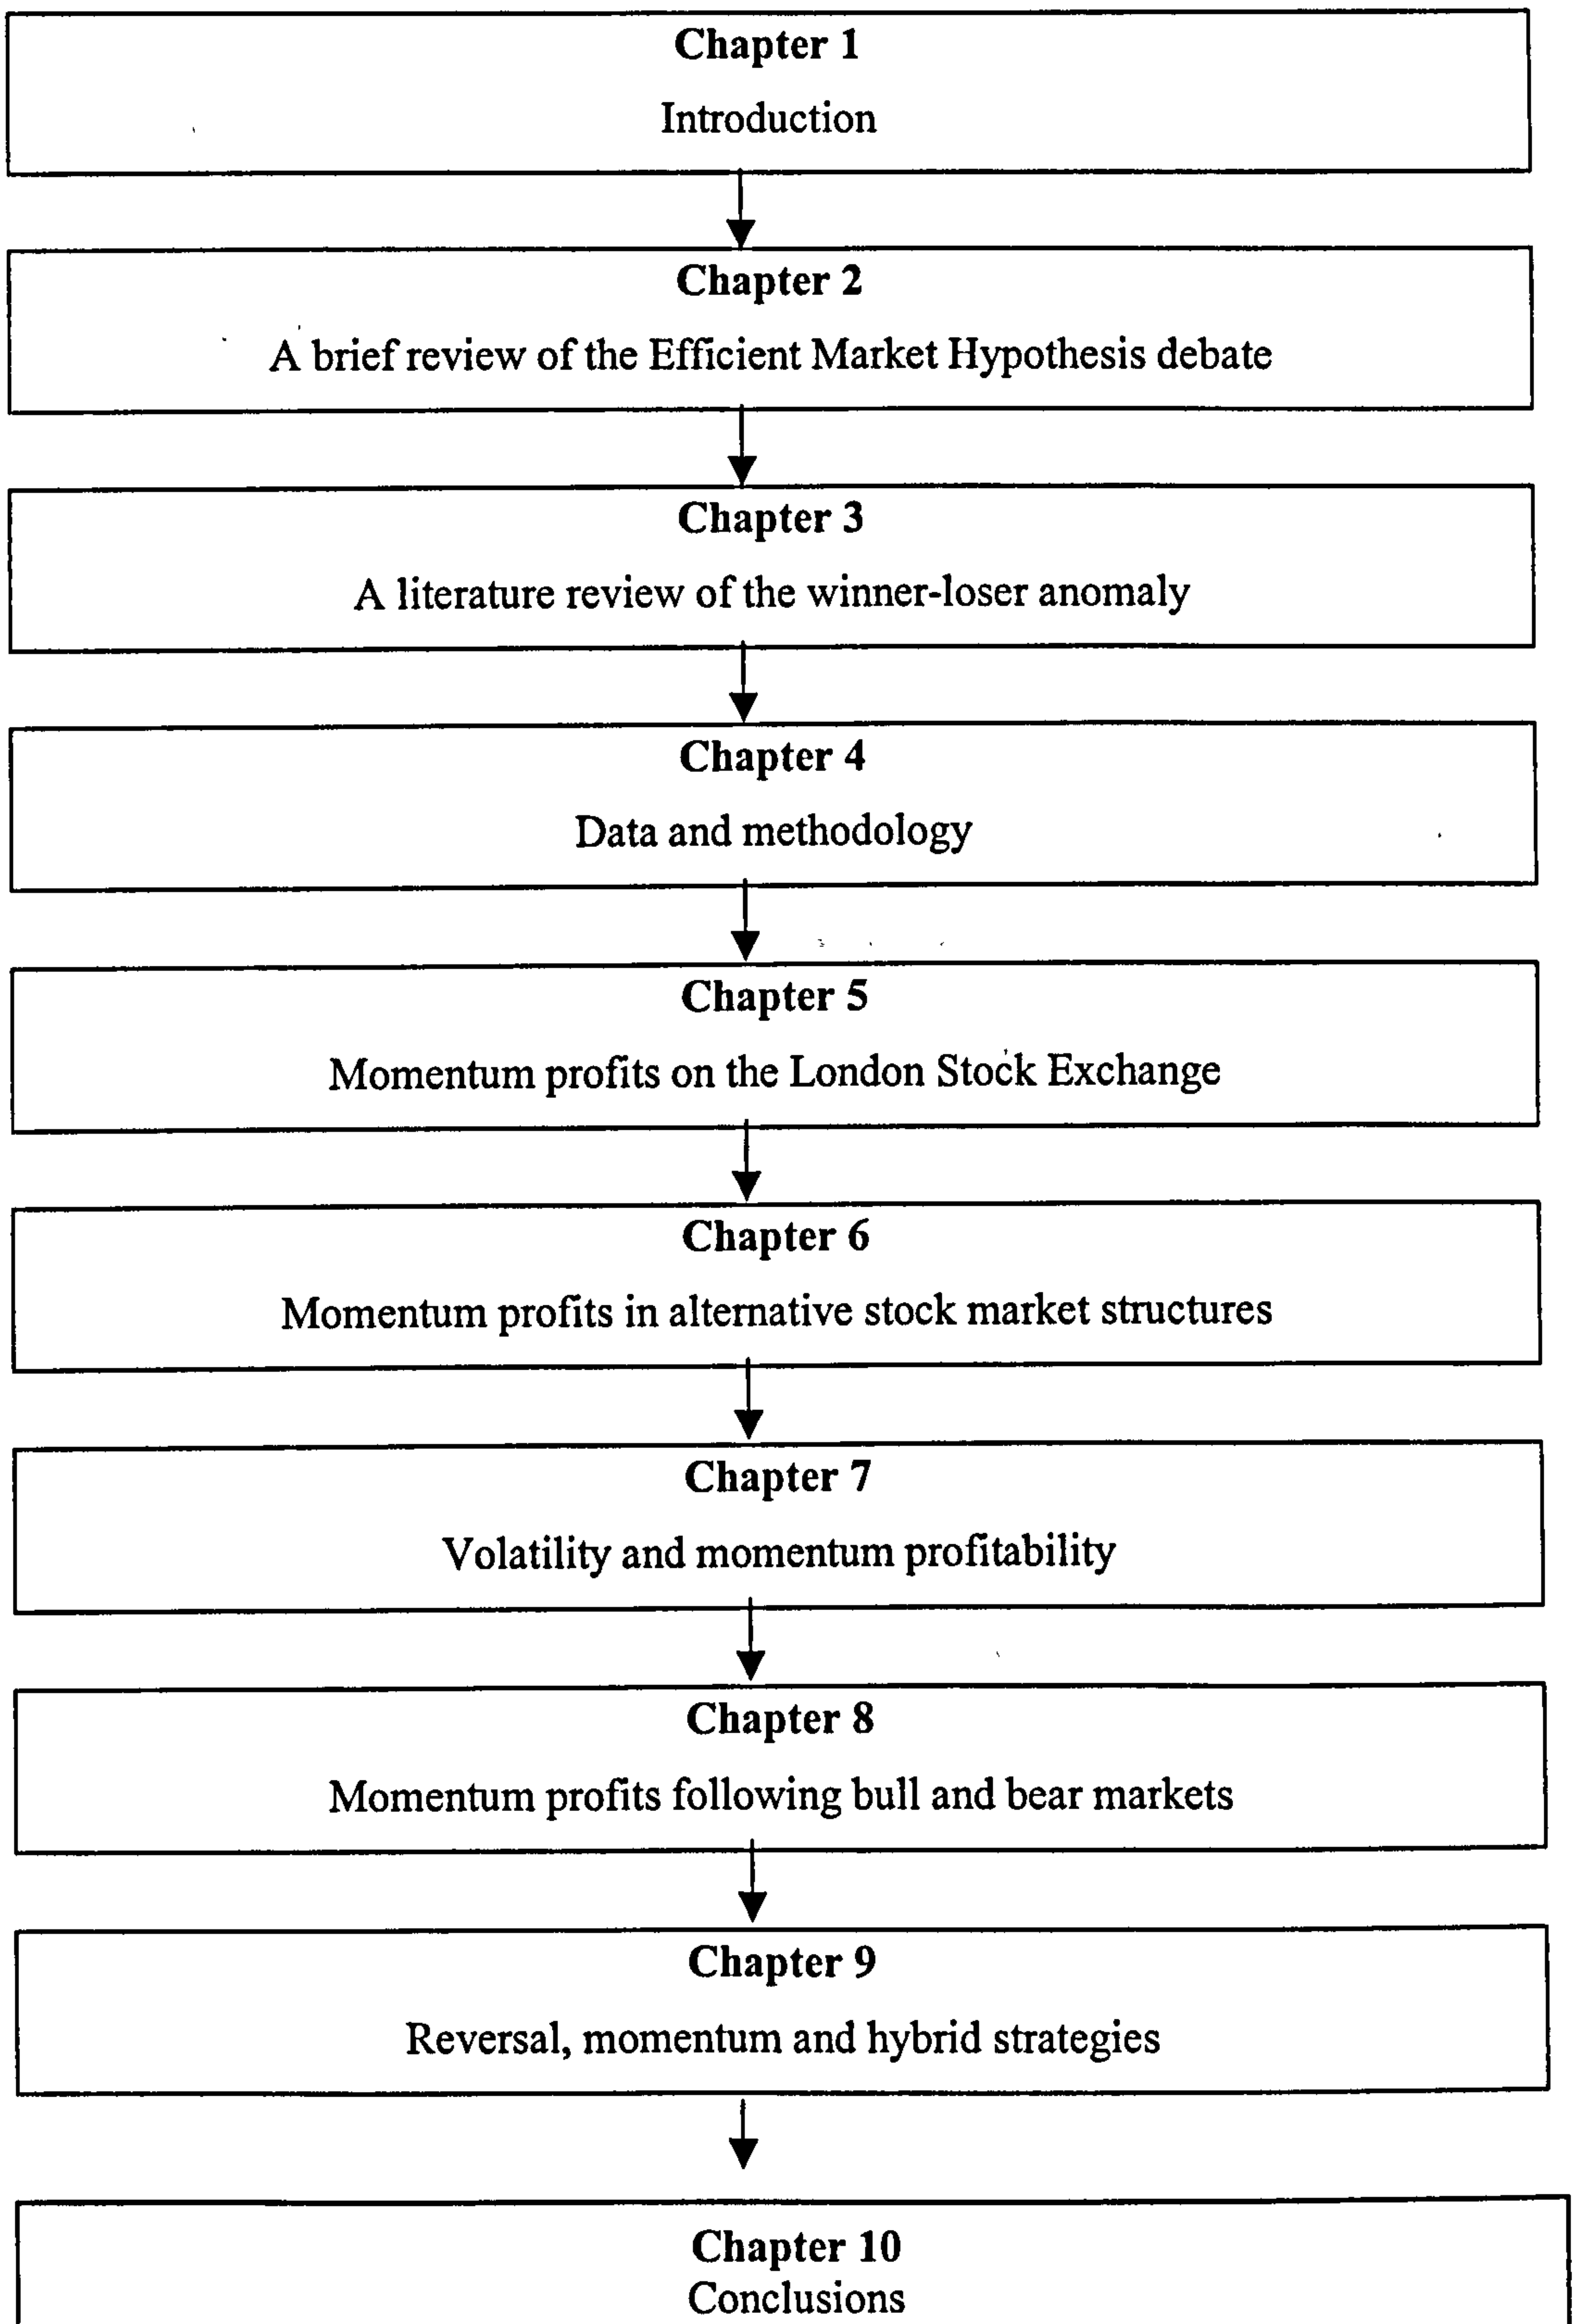 Chapter 1
Introduction
Chapter 2
A brief review of the Efficient Market Hypothesis debate
Chapter 3
A literature review of the winner-loser anomaly
Chapter 4
Data and methodology
Chapter 5
Momentum profits on the London Stock Exchange
Chapter 6
Momentum profits in alternative stock market structures
Chapter 7
Volatility and momentum profitability
Chapter 8
Momentum profits following bull and bear markets
Chapter 9
Reversal, momentum and hybrid strategies
Chapter 10
Conclusions